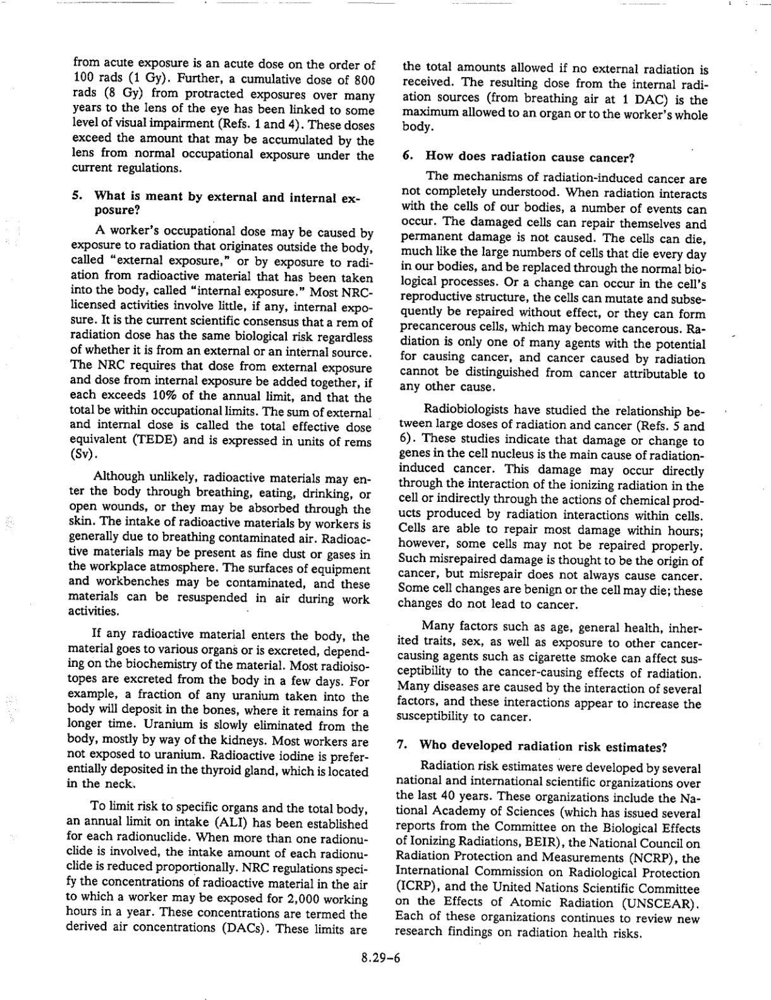 from acute exposure is an acute dose on the order of
100 rads (1 Gy). Further, a cumulative dose of 800
rads (8 Gy) from protracted exposures over many
years to the lens of the eye has been linked to some
level of visual impairment (Refs. 1 and 4). These doses
exceed the amount that may be accumulated by the
lens from normal occupational exposure under the
current regulations.
5. What is meant by external and internal ex-
posure?
A worker's occupational dose may be caused by
exposure to radiation that originates outside the body,
called "external exposure," or by exposure to radi-
ation from radioactive material that has been taken
into the body, called "internal exposure." Most NRC-
licensed activities involve little, if any, internal expo-
sure. It is the current scientific consensus that a rem of
radiation dose has the same biological risk regardless
of whether it is from an external or an internal source.
The NRC requires that dose from external exposure
and dose from internal exposure be added together, if
each exceeds 10% of the annual limit, and that the
total be within occupational limits. The sum of external
and internal dose is called the total effective dose
equivalent (TEDE) and is expressed in units of rems
(Sv).
Although unlikely, radioactive materials may en-
ter the body through breathing, eating, drinking, or
open wounds, or they may be absorbed through the
skin. The intake of radioactive materials by workers is
generally due to breathing contaminated air. Radioac-
tive materials may be present as fine dust or gases in
the workplace atmosphere. The surfaces of equipment
and workbenches may be contaminated, and these
materials can be resuspended in air during work
activities.
If any radioactive material enters the body, the
material goes to various organs or is excreted, depend-
ing on the biochemistry of the material. Most radioiso-
topes are excreted from the body in a few days. For
example, a fraction of any uranium taken into the
body will deposit in the bones, where it remains for a
longer time. Uranium is slowly eliminated from the
body, mostly by way of the kidneys. Most workers are
not exposed to uranium. Radioactive iodine is prefer-
entially deposited in the thyroid gland, which is located
in the neck.
To limit risk to specific organs and the total body,
an annual limit on intake (ALI) has been established
for each radionuclide. When more than one radionu-
clide is involved, the intake amount of each radionu-
clide is reduced proportionally. NRC regulations speci-
fy the concentrations of radioactive material in the air
to which a worker may be exposed for 2,000 working
hours in a year. These concentrations are termed the
derived air concentrations (DACs). These limits are
the total amounts allowed if no external radiation is
received. The resulting dose from the internal radi-
ation sources (from breathing air at 1 DAC) is the
maximum allowed to an organ or to the worker's whole
body.
6. How does radiation cause cancer?
The mechanisms of radiation-induced cancer are
not completely understood. When radiation interacts
with the cells of our bodies, a number of events can
occur. The damaged cells can repair themselves and
permanent damage is not caused. The cells can die,
much like the large numbers of cells that die every day
in our bodies, and be replaced through the normal bio-
logical processes. Or a change can occur in the cell's
reproductive structure, the cells can mutate and subse-
quently be repaired without effect, or they can form
precancerous cells, which may become cancerous. Ra-
diation is only one of many agents with the potential
for causing cancer, and cancer caused by radiation
cannot be distinguished from cancer attributable to
any other cause.
Radiobiologists have studied the relationship be-
tween large doses of radiation and cancer (Refs. 5 and
6). These studies indicate that damage or change to
genes in the cell nucleus is the main cause of radiation-
induced cancer. This damage may occur directly
through the interaction of the ionizing radiation in the
cell or indirectly through the actions of chemical prod-
ucts produced by radiation interactions within cells.
Cells are able to repair most damage within hours;
however, some cells may not be repaired properly.
Such misrepaired damage is thought to be the origin of
cancer, but misrepair does not always cause cancer.
Some cell changes are benign or the cell may die; these
changes do not lead to cancer.
Many factors such as age, general health, inher-
ited traits, sex, as well as exposure to other cancer-
causing agents such as cigarette smoke can affect sus-
ceptibility to the cancer-causing effects of radiation.
Many diseases are caused by the interaction of several
factors, and these interactions appear to increase the
susceptibility to cancer.
7. Who developed radiation risk estimates?
Radiation risk estimates were developed by several
national and international scientific organizations over
the last 40 years. These organizations include the Na-
tional Academy of Sciences (which has issued several
reports from the Committee on the Biological Effects
of Ionizing Radiations, BEIR), the National Council on
Radiation Protection and Measurements (NCRP), the
International Commission on Radiological Protection
(ICRP), and the United Nations Scientific Committee
on the Effects of Atomic Radiation (UNSCEAR).
Each of these organizations continues to review new
research findings on radiation health risks.
8.29-6